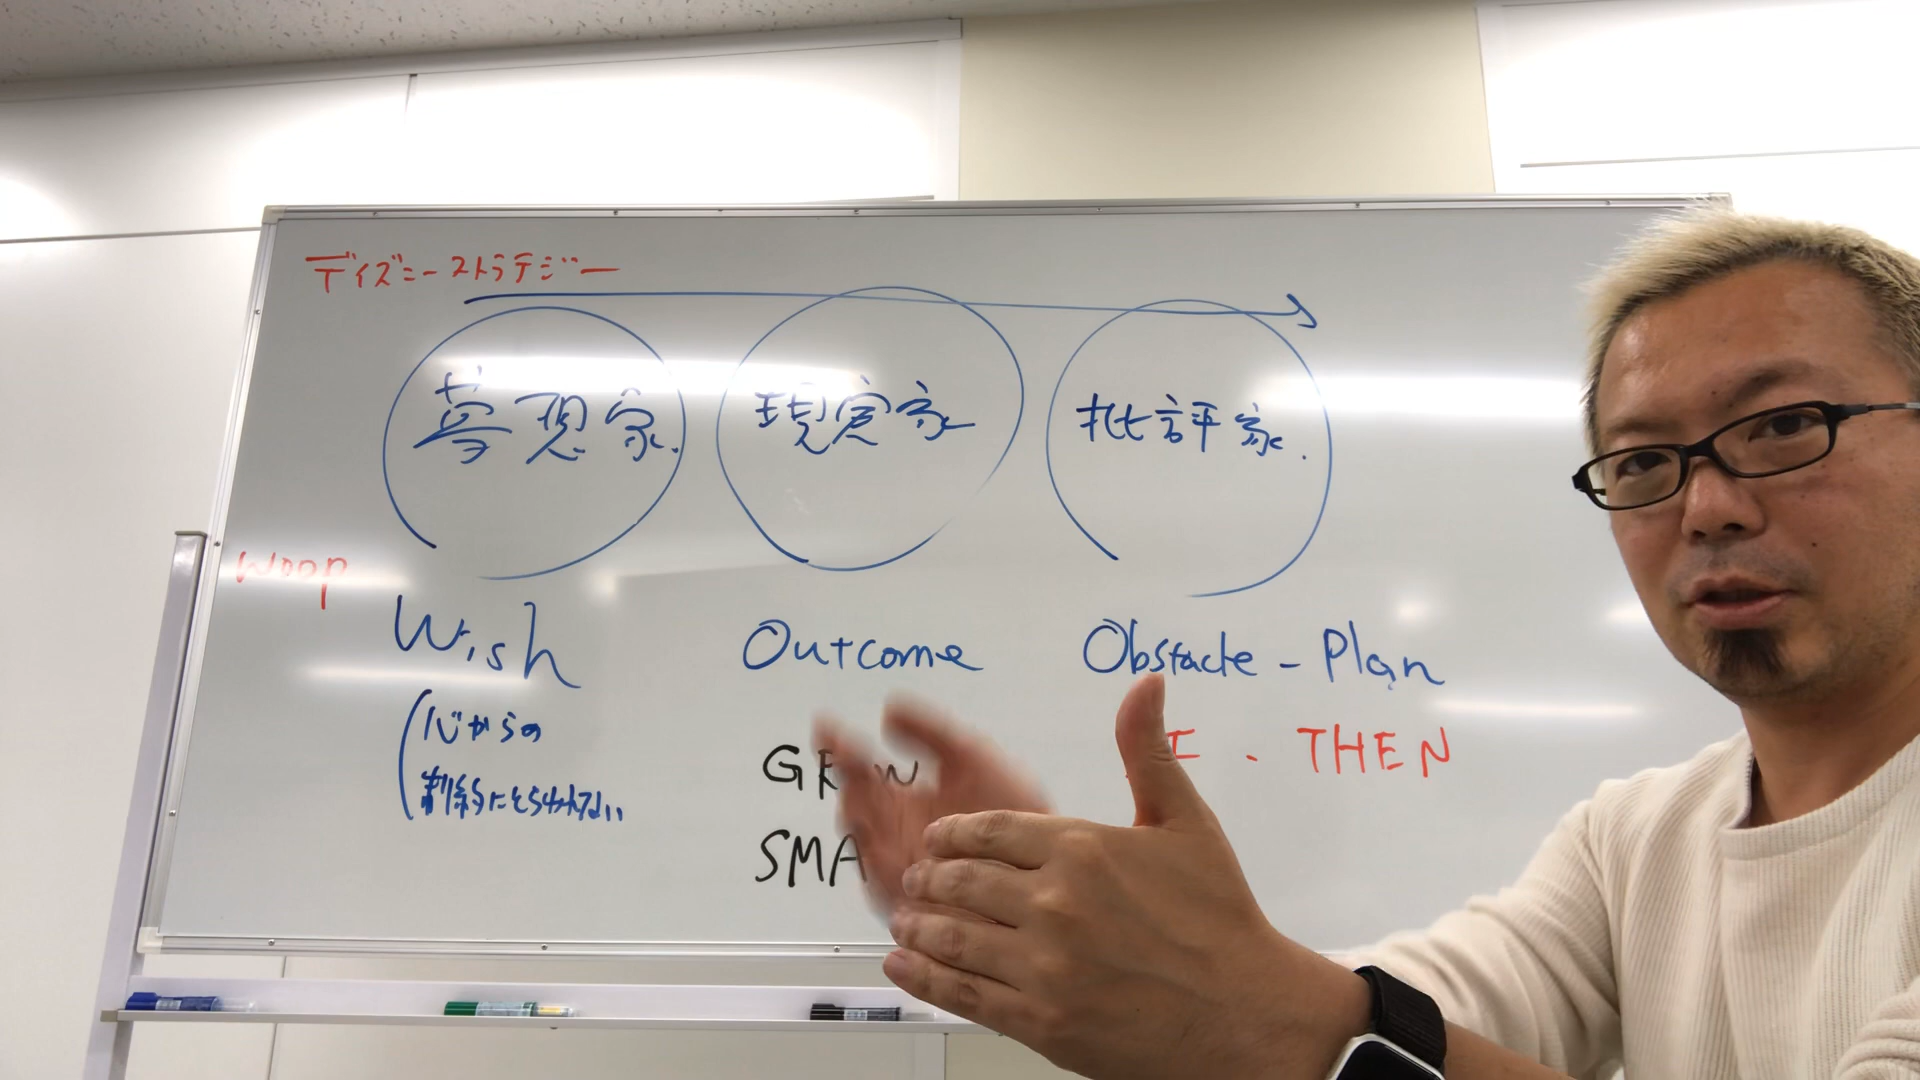 ディズニーストラテジー
夢想家.
現実家
批評家.
WOOP
Wish
Outcome
Obstacle - Plan
心からの
制約にとらわれない
GR W
SMA
- THEN